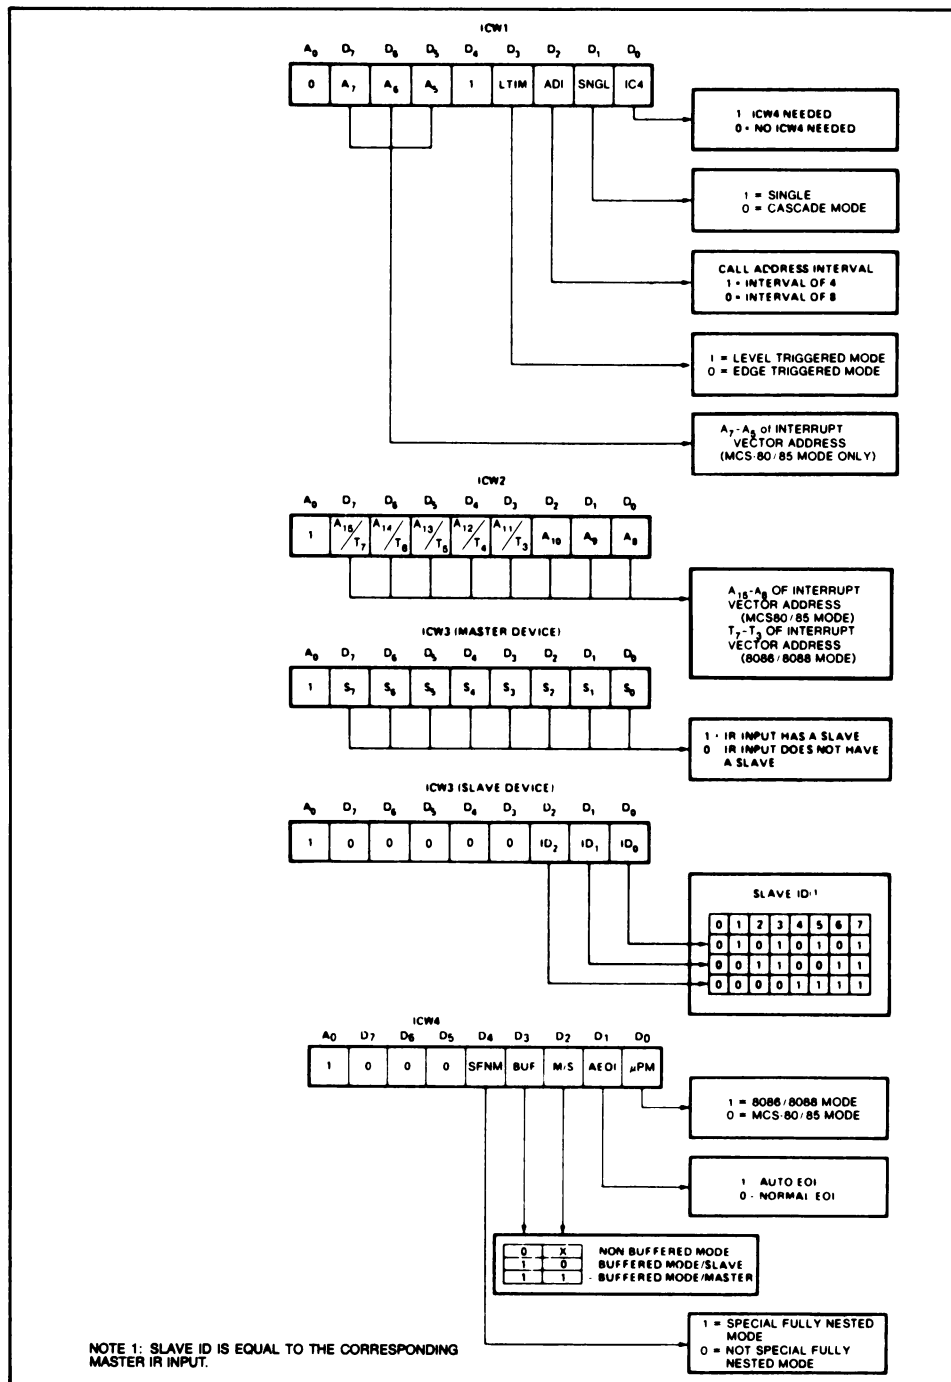 ICW1
A0 D7 D6 D5 D4 D3 D2 D1 D0
0 A7 A6 A5 1 LTIM ADI SNGL IC4
1 ICW4 NEEDED
0 - NO ICW4 NEEDED
1 = SINGLE
0 = CASCADE MODE
CALL ADDRESS INTERVAL
1 - INTERVAL OF 4
0 = INTERVAL OF 8
1 = LEVEL TRIGGERED MODE
0 = EDGE TRIGGERED MODE
A7-A5 of INTERRUPT
VECTOR ADDRESS
(MCS-80/85 MODE ONLY)
ICW2
A0 D7 D6 D5 D4 D3 D2 D1 D0
1 A15/T7 A14/T6 A13/T5 A12/T4 A11/T3 A10 A9 A8
A15-A8 OF INTERRUPT
VECTOR ADDRESS
(MCS80/85 MODE)
T7-T3 OF INTERRUPT
VECTOR ADDRESS
(8086/8088 MODE)
ICW3 (MASTER DEVICE)
A0 D7 D6 D5 D4 D3 D2 D1 D0
1 S7 S6 S5 S4 S3 S2 S1 S0
1 - IR INPUT HAS A SLAVE
0 IR INPUT DOES NOT HAVE
A SLAVE
ICW3 (SLAVE DEVICE)
A0 D7 D6 D5 D4 D3 D2 D1 D0
1 0 0 0 0 0 ID2 ID1 ID0
SLAVE ID 1
0 1 2 3 4 5 6 7
0 1 0 1 0 1 0 1
0 0 1 1 0 0 1 1
0 0 0 0 1 1 1 1
ICW4
A0 D7 D6 D5 D4 D3 D2 D1 D0
1 0 0 0 SFNM BUF M/S AEOI µPM
1 = 8086/8088 MODE
0 = MCS-80/85 MODE
1 AUTO EOI
0 - NORMAL EOI
0 X NON BUFFERED MODE
1 0 BUFFERED MODE/SLAVE
1 1 - BUFFERED MODE/MASTER
1 = SPECIAL FULLY NESTED
MODE
0 = NOT SPECIAL FULLY
NESTED MODE
NOTE 1: SLAVE ID IS EQUAL TO THE CORRESPONDING
MASTER IR INPUT.